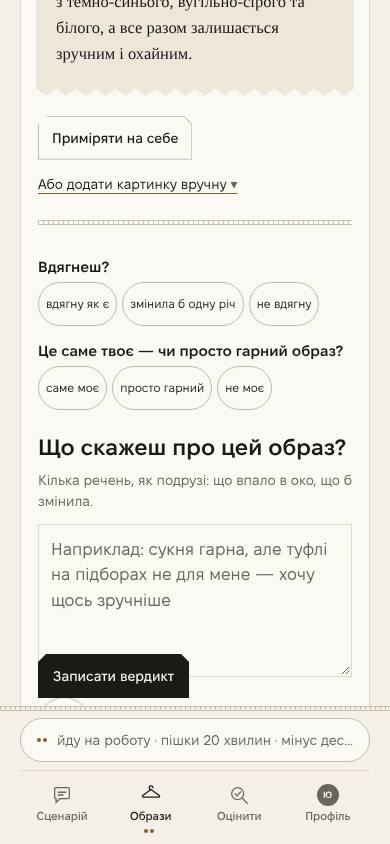 з темно-синього, вугільно-сірого та
білого, а все разом залишається
зручним і охайним.
Приміряти на себе
Або додати картинку вручну ▾
Вдягнеш?
вдягну як є
змінила б одну річ
не вдягну
Це саме твоє — чи просто гарний образ?
саме моє
просто гарний
не моє
Що скажеш про цей образ?
Кілька речень, як подрузі: що впало в око, що б
змінила.
Наприклад: сукня гарна, але туфлі
на підборах не для мене — хочу
щось зручніше
Записати вердикт
йду на роботу · пішки 20 хвилин · мінус дес...
Сценарій
Образи
Оцінити
Ю
Профіль